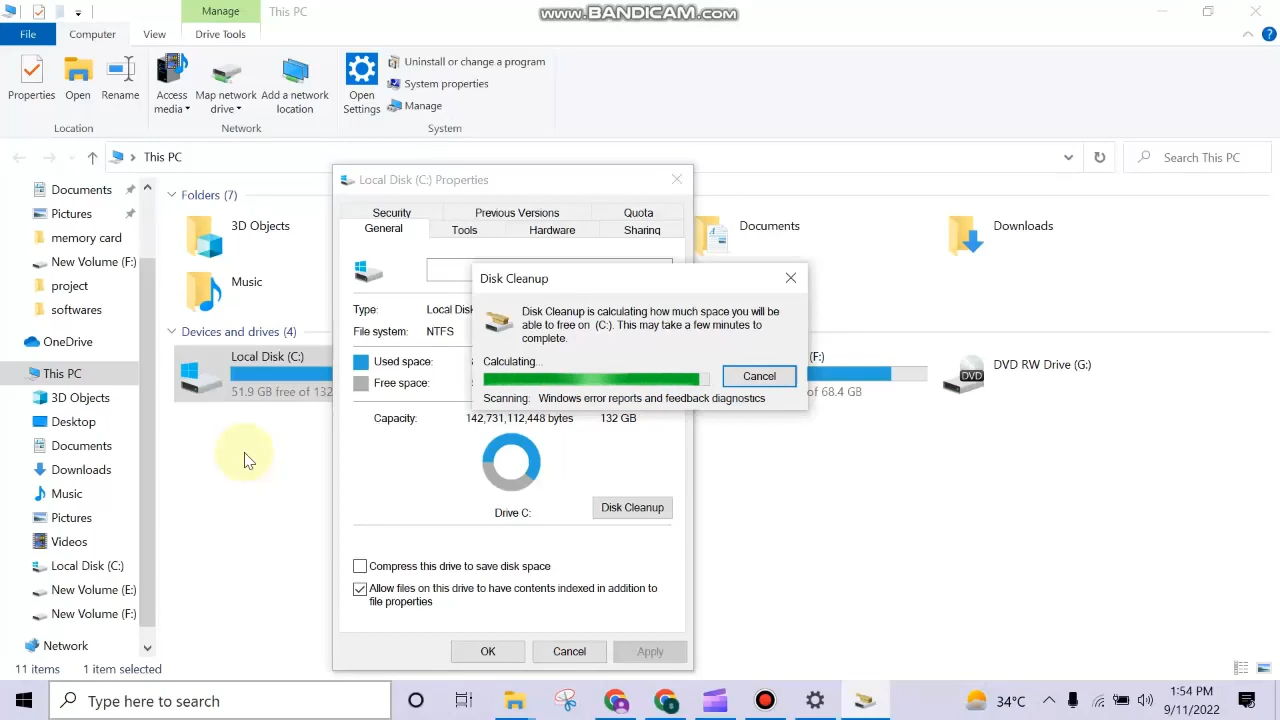 Manage
This PC
www.BANDICAM.com
File
Computer
View
Drive Tools
Properties
Open
Rename
Access
media
Map network
drive
Add a network
location
Open
Settings
Uninstall or change a program
System properties
Manage
Location
Network
System
This PC
Search This PC
Documents
Pictures
memory card
New Volume (F:)
project
softwares
OneDrive
This PC
3D Objects
Desktop
Documents
Downloads
Music
Pictures
Videos
Local Disk (C:)
New Volume (E:)
New Volume (F:)
Network
Folders (7)
3D Objects
Documents
Downloads
Music
Devices and drives (4)
Local Disk (C:)
51.9 GB free of 132
(F:)
of 68.4 GB
DVD RW Drive (G:)
DVD
Local Disk (C:) Properties
Security
Previous Versions
Quota
General
Tools
Hardware
Sharing
Type:
Local Disk
File system:
NTFS
Used space:
Free space:
Capacity:
142,731,112,448 bytes
132 GB
Drive C:
Disk Cleanup
Compress this drive to save disk space
Allow files on this drive to have contents indexed in addition to
file properties
OK
Cancel
Apply
Disk Cleanup
Disk Cleanup is calculating how much space you will be
able to free on (C:). This may take a few minutes to
complete.
Calculating...
Cancel
Scanning: Windows error reports and feedback diagnostics
11 items
1 item selected
Type here to search
34°C
1:54 PM
9/11/2022